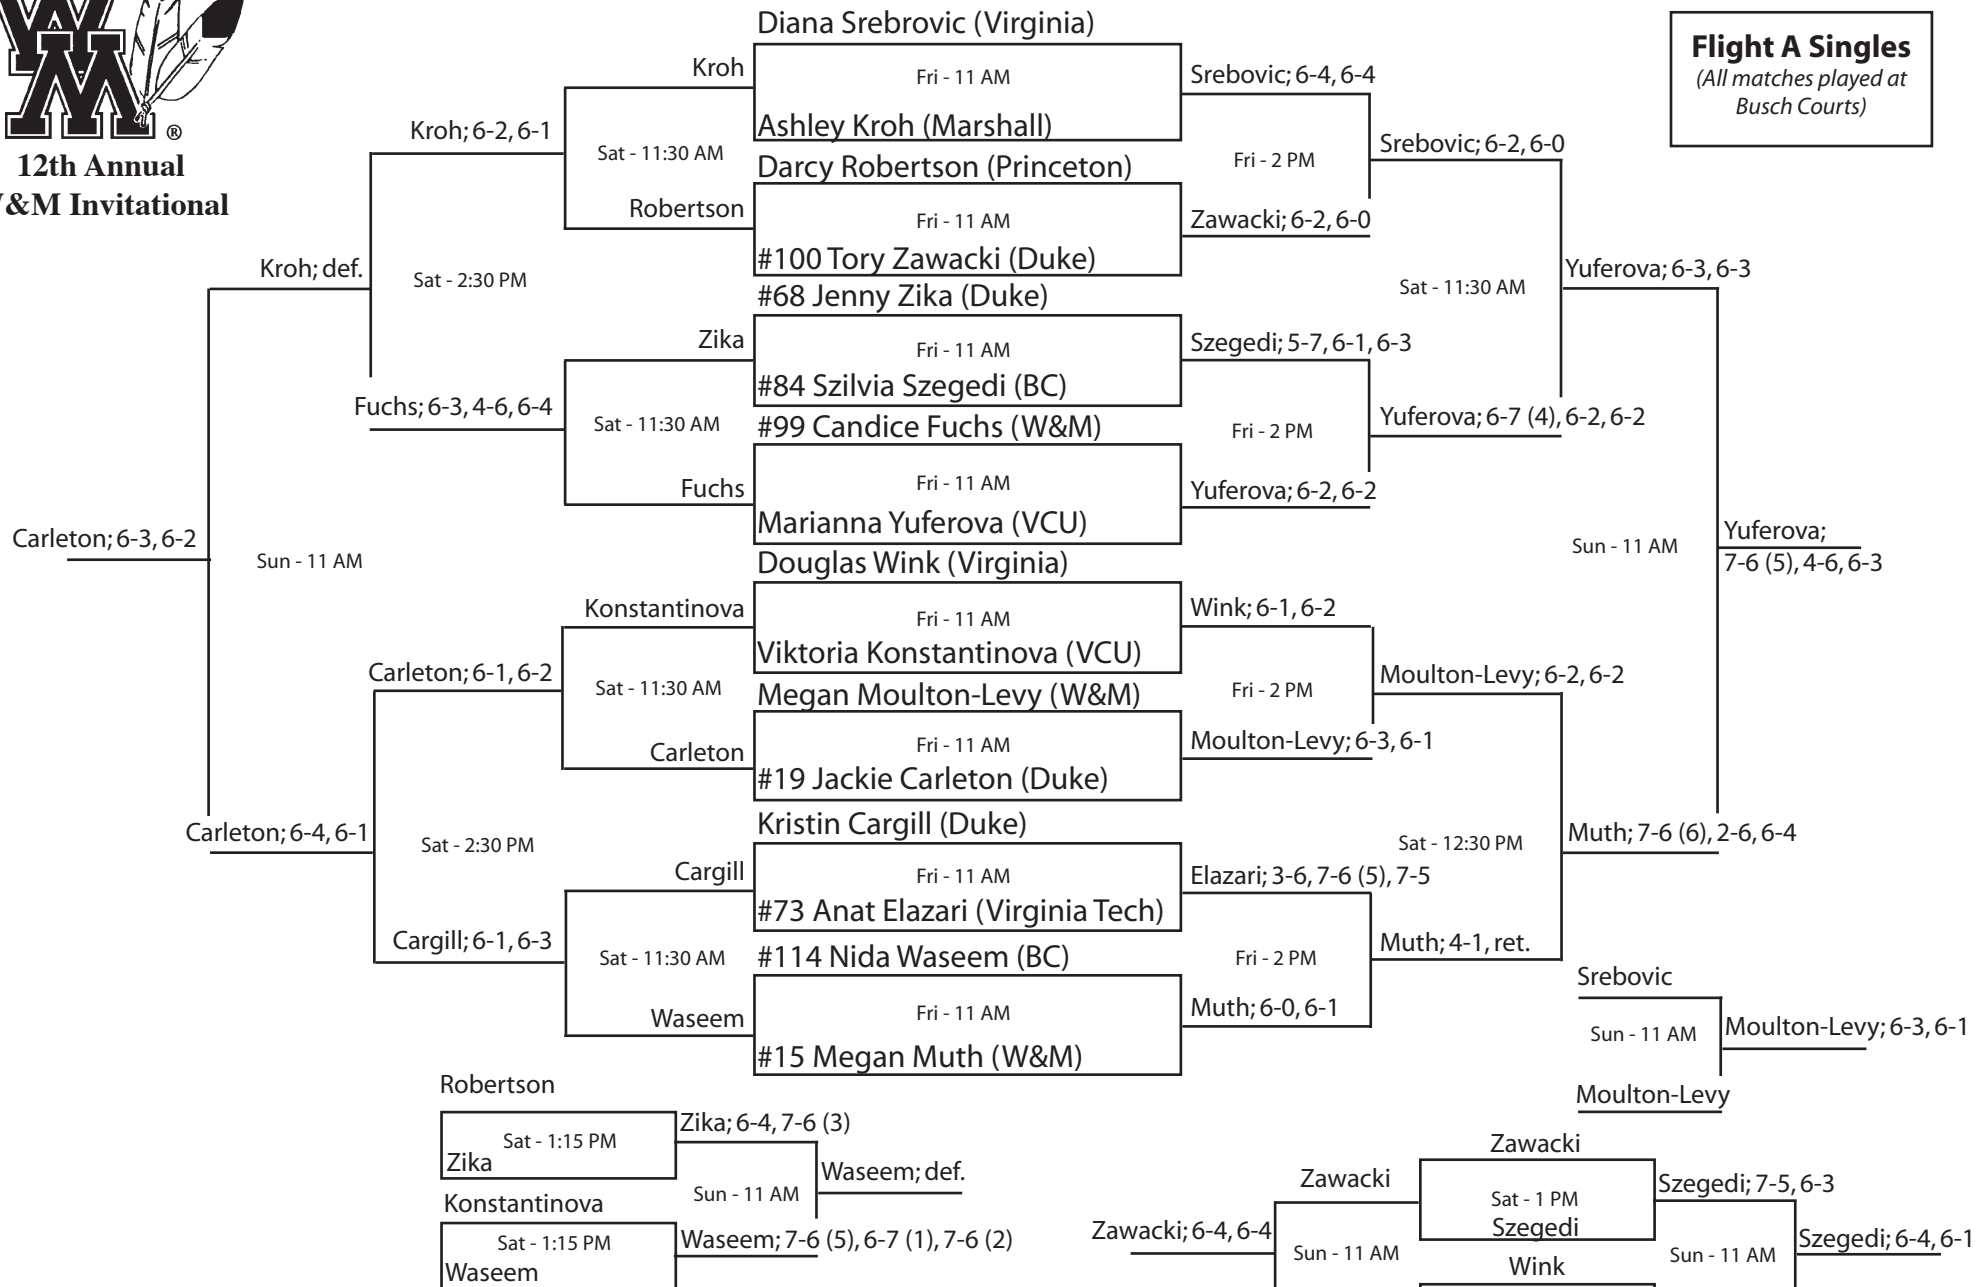 WM
®
12th Annual
&M Invitational
Flight A Singles
(All matches played at
Busch Courts)
Diana Srebrovic (Virginia)
Kroh
Fri - 11 AM
Srebovic; 6-4, 6-4
Ashley Kroh (Marshall)
Kroh; 6-2, 6-1
Sat - 11:30 AM
Darcy Robertson (Princeton)
Fri - 2 PM
Srebovic; 6-2, 6-0
Robertson
Fri - 11 AM
Zawacki; 6-2, 6-0
#100 Tory Zawacki (Duke)
Kroh; def.
Sat - 2:30 PM
#68 Jenny Zika (Duke)
Sat - 11:30 AM
Yuferova; 6-3, 6-3
Zika
Fri - 11 AM
Szegedi; 5-7, 6-1, 6-3
#84 Szilvia Szegedi (BC)
Fuchs; 6-3, 4-6, 6-4
Sat - 11:30 AM
#99 Candice Fuchs (W&M)
Fri - 2 PM
Yuferova; 6-7 (4), 6-2, 6-2
Fuchs
Fri - 11 AM
Yuferova; 6-2, 6-2
Marianna Yuferova (VCU)
Carleton; 6-3, 6-2
Sun - 11 AM
Douglas Wink (Virginia)
Sun - 11 AM
Yuferova;
7-6 (5), 4-6, 6-3
Konstantinova
Fri - 11 AM
Wink; 6-1, 6-2
Viktoria Konstantinova (VCU)
Carleton; 6-1, 6-2
Sat - 11:30 AM
Megan Moulton-Levy (W&M)
Fri - 2 PM
Moulton-Levy; 6-2, 6-2
Carleton
Fri - 11 AM
Moulton-Levy; 6-3, 6-1
#19 Jackie Carleton (Duke)
Carleton; 6-4, 6-1
Sat - 2:30 PM
Kristin Cargill (Duke)
Sat - 12:30 PM
Muth; 7-6 (6), 2-6, 6-4
Cargill
Fri - 11 AM
Elazari; 3-6, 7-6 (5), 7-5
#73 Anat Elazari (Virginia Tech)
Cargill; 6-1, 6-3
Sat - 11:30 AM
#114 Nida Waseem (BC)
Fri - 2 PM
Muth; 4-1, ret.
Waseem
Fri - 11 AM
Muth; 6-0, 6-1
#15 Megan Muth (W&M)
Srebovic
Sun - 11 AM
Moulton-Levy; 6-3, 6-1
Moulton-Levy
Robertson
Sat - 1:15 PM
Zika; 6-4, 7-6 (3)
Zika
Sun - 11 AM
Waseem; def.
Konstantinova
Sat - 1:15 PM
Waseem; 7-6 (5), 6-7 (1), 7-6 (2)
Waseem
Zawacki
Zawacki
Sat - 1 PM
Szegedi; 7-5, 6-3
Szegedi
Zawacki; 6-4, 6-4
Sun - 11 AM
Wink
Sun - 11 AM
Szegedi; 6-4, 6-1